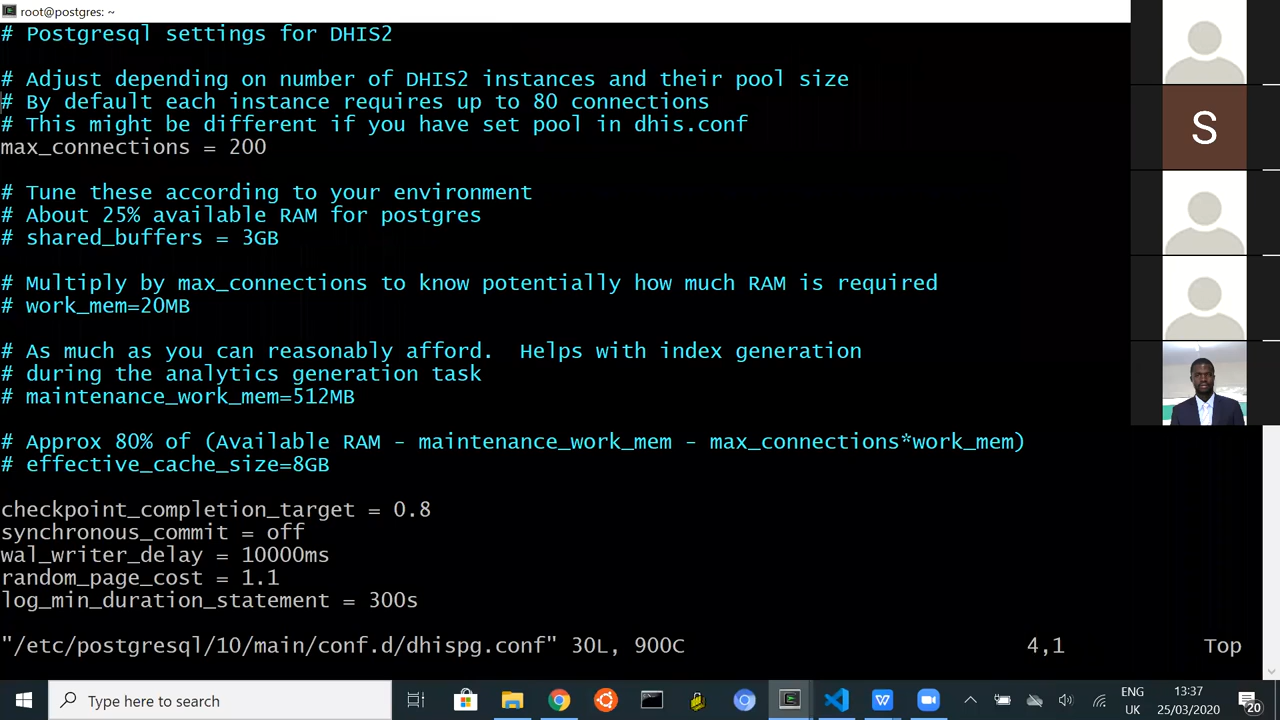 root@postgres: ~
# Postgresql settings for DHIS2
# Adjust depending on number of DHIS2 instances and their pool size
# By default each instance requires up to 80 connections
# This might be different if you have set pool in dhis.conf
max_connections = 200
# Tune these according to your environment
# About 25% available RAM for postgres
# shared_buffers = 3GB
# Multiply by max_connections to know potentially how much RAM is required
# work_mem=20MB
# As much as you can reasonably afford.  Helps with index generation
# during the analytics generation task
# maintenance_work_mem=512MB
# Approx 80% of (Available RAM - maintenance_work_mem - max_connections*work_mem)
# effective_cache_size=8GB
checkpoint_completion_target = 0.8
synchronous_commit = off
wal_writer_delay = 10000ms
random_page_cost = 1.1
log_min_duration_statement = 300s
"/etc/postgresql/10/main/conf.d/dhispg.conf" 30L, 900C 4,1 Top
S
Type here to search
ENG
UK
13:37
25/03/2020
20